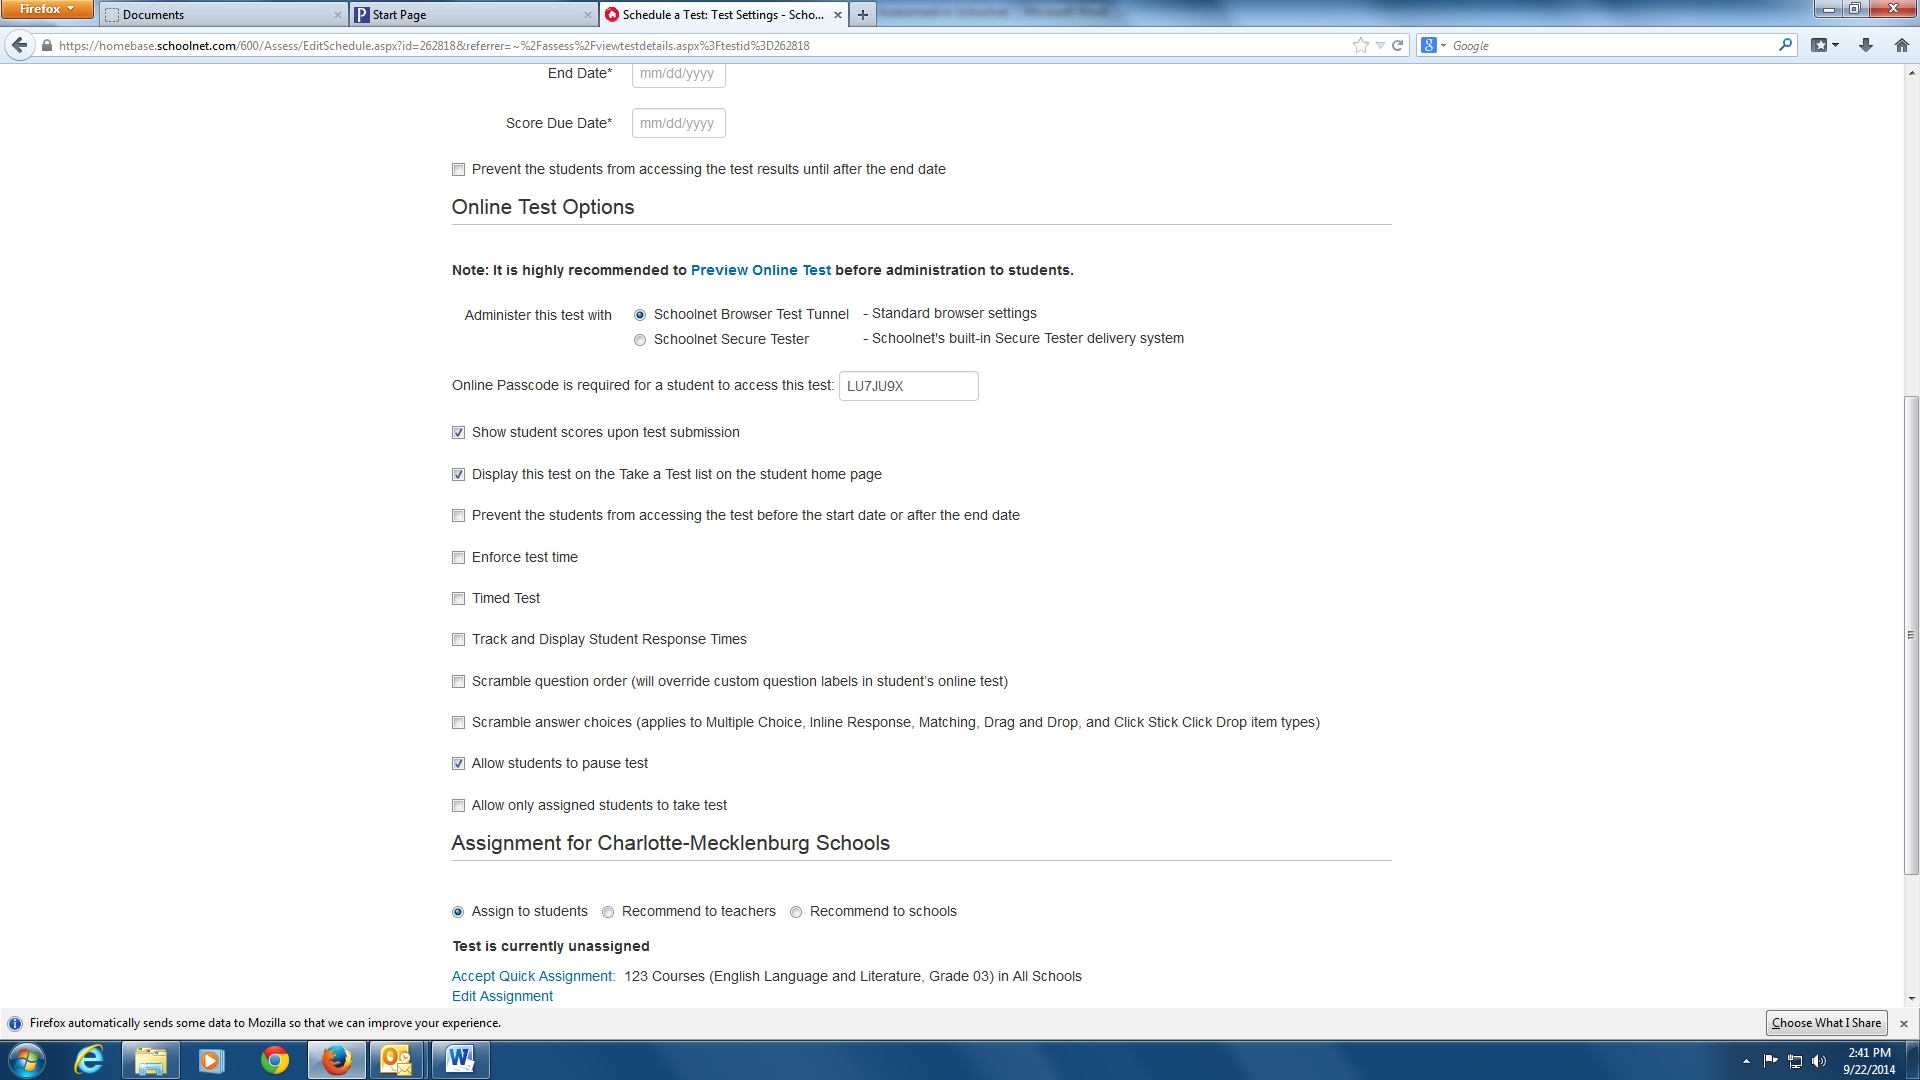 Firefox
Documents
Start Page
Schedule a Test: Test Settings - Scho...
https://homebase.schoolnet.com/600/Assess/EditSchedule.aspx?id=262818&referrer=~%2Fassess%2Fviewtestdetails.aspx%3Ftestid%3D262818
Google
End Date* mm/dd/yyyy
Score Due Date* mm/dd/yyyy
Prevent the students from accessing the test results until after the end date
Online Test Options
Note: It is highly recommended to Preview Online Test before administration to students.
Administer this test with Schoolnet Browser Test Tunnel - Standard browser settings
Schoolnet Secure Tester - Schoolnet's built-in Secure Tester delivery system
Online Passcode is required for a student to access this test: LU7JU9X
Show student scores upon test submission
Display this test on the Take a Test list on the student home page
Prevent the students from accessing the test before the start date or after the end date
Enforce test time
Timed Test
Track and Display Student Response Times
Scramble question order (will override custom question labels in student's online test)
Scramble answer choices (applies to Multiple Choice, Inline Response, Matching, Drag and Drop, and Click Stick Click Drop item types)
Allow students to pause test
Allow only assigned students to take test
Assignment for Charlotte-Mecklenburg Schools
Assign to students Recommend to teachers Recommend to schools
Test is currently unassigned
Accept Quick Assignment: 123 Courses (English Language and Literature, Grade 03) in All Schools
Edit Assignment
Firefox automatically sends some data to Mozilla so that we can improve your experience.
Choose What I Share
2:41 PM
9/22/2014